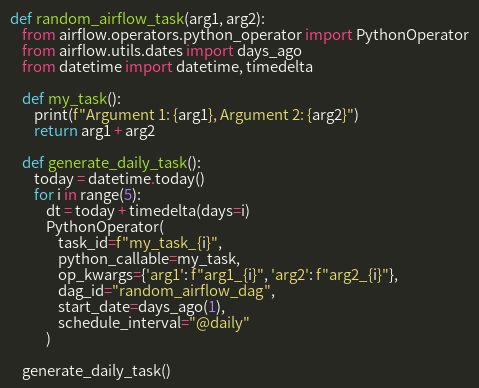 def random_airflow_task(arg1, arg2):
from airflow.operators.python_operator import PythonOperator
from airflow.utils.dates import days_ago
from datetime import datetime, timedelta
def my_task():
print(f"Argument 1: {arg1}, Argument 2: {arg2}")
return arg1 + arg2
def generate_daily_task():
today = datetime.today()
for i in range(5):
dt = today + timedelta(days=i)
PythonOperator(
task_id=f"my_task_{i}",
python_callable=my_task,
op_kwargs={'arg1': f"arg1_{i}", 'arg2': f"arg2_{i}"},
dag_id="random_airflow_dag",
start_date=days_ago(1),
schedule_interval="@daily"
)
generate_daily_task()